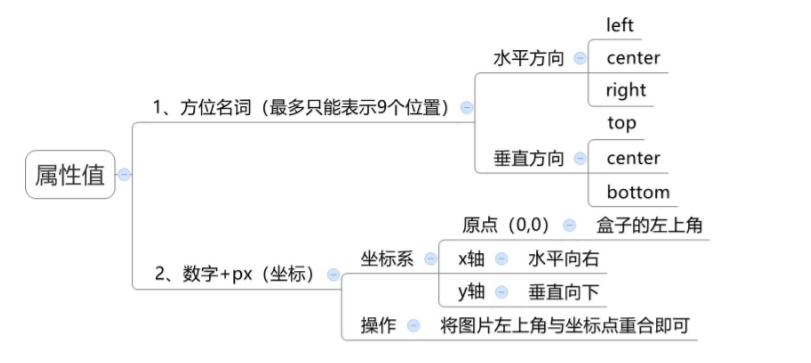 属性值
1、方位名词（最多只能表示9个位置）
水平方向
left
center
right
垂直方向
top
center
bottom
2、数字+px（坐标）
坐标系
原点（0,0）
盒子的左上角
x轴
水平向右
y轴
垂直向下
操作
将图片左上角与坐标点重合即可